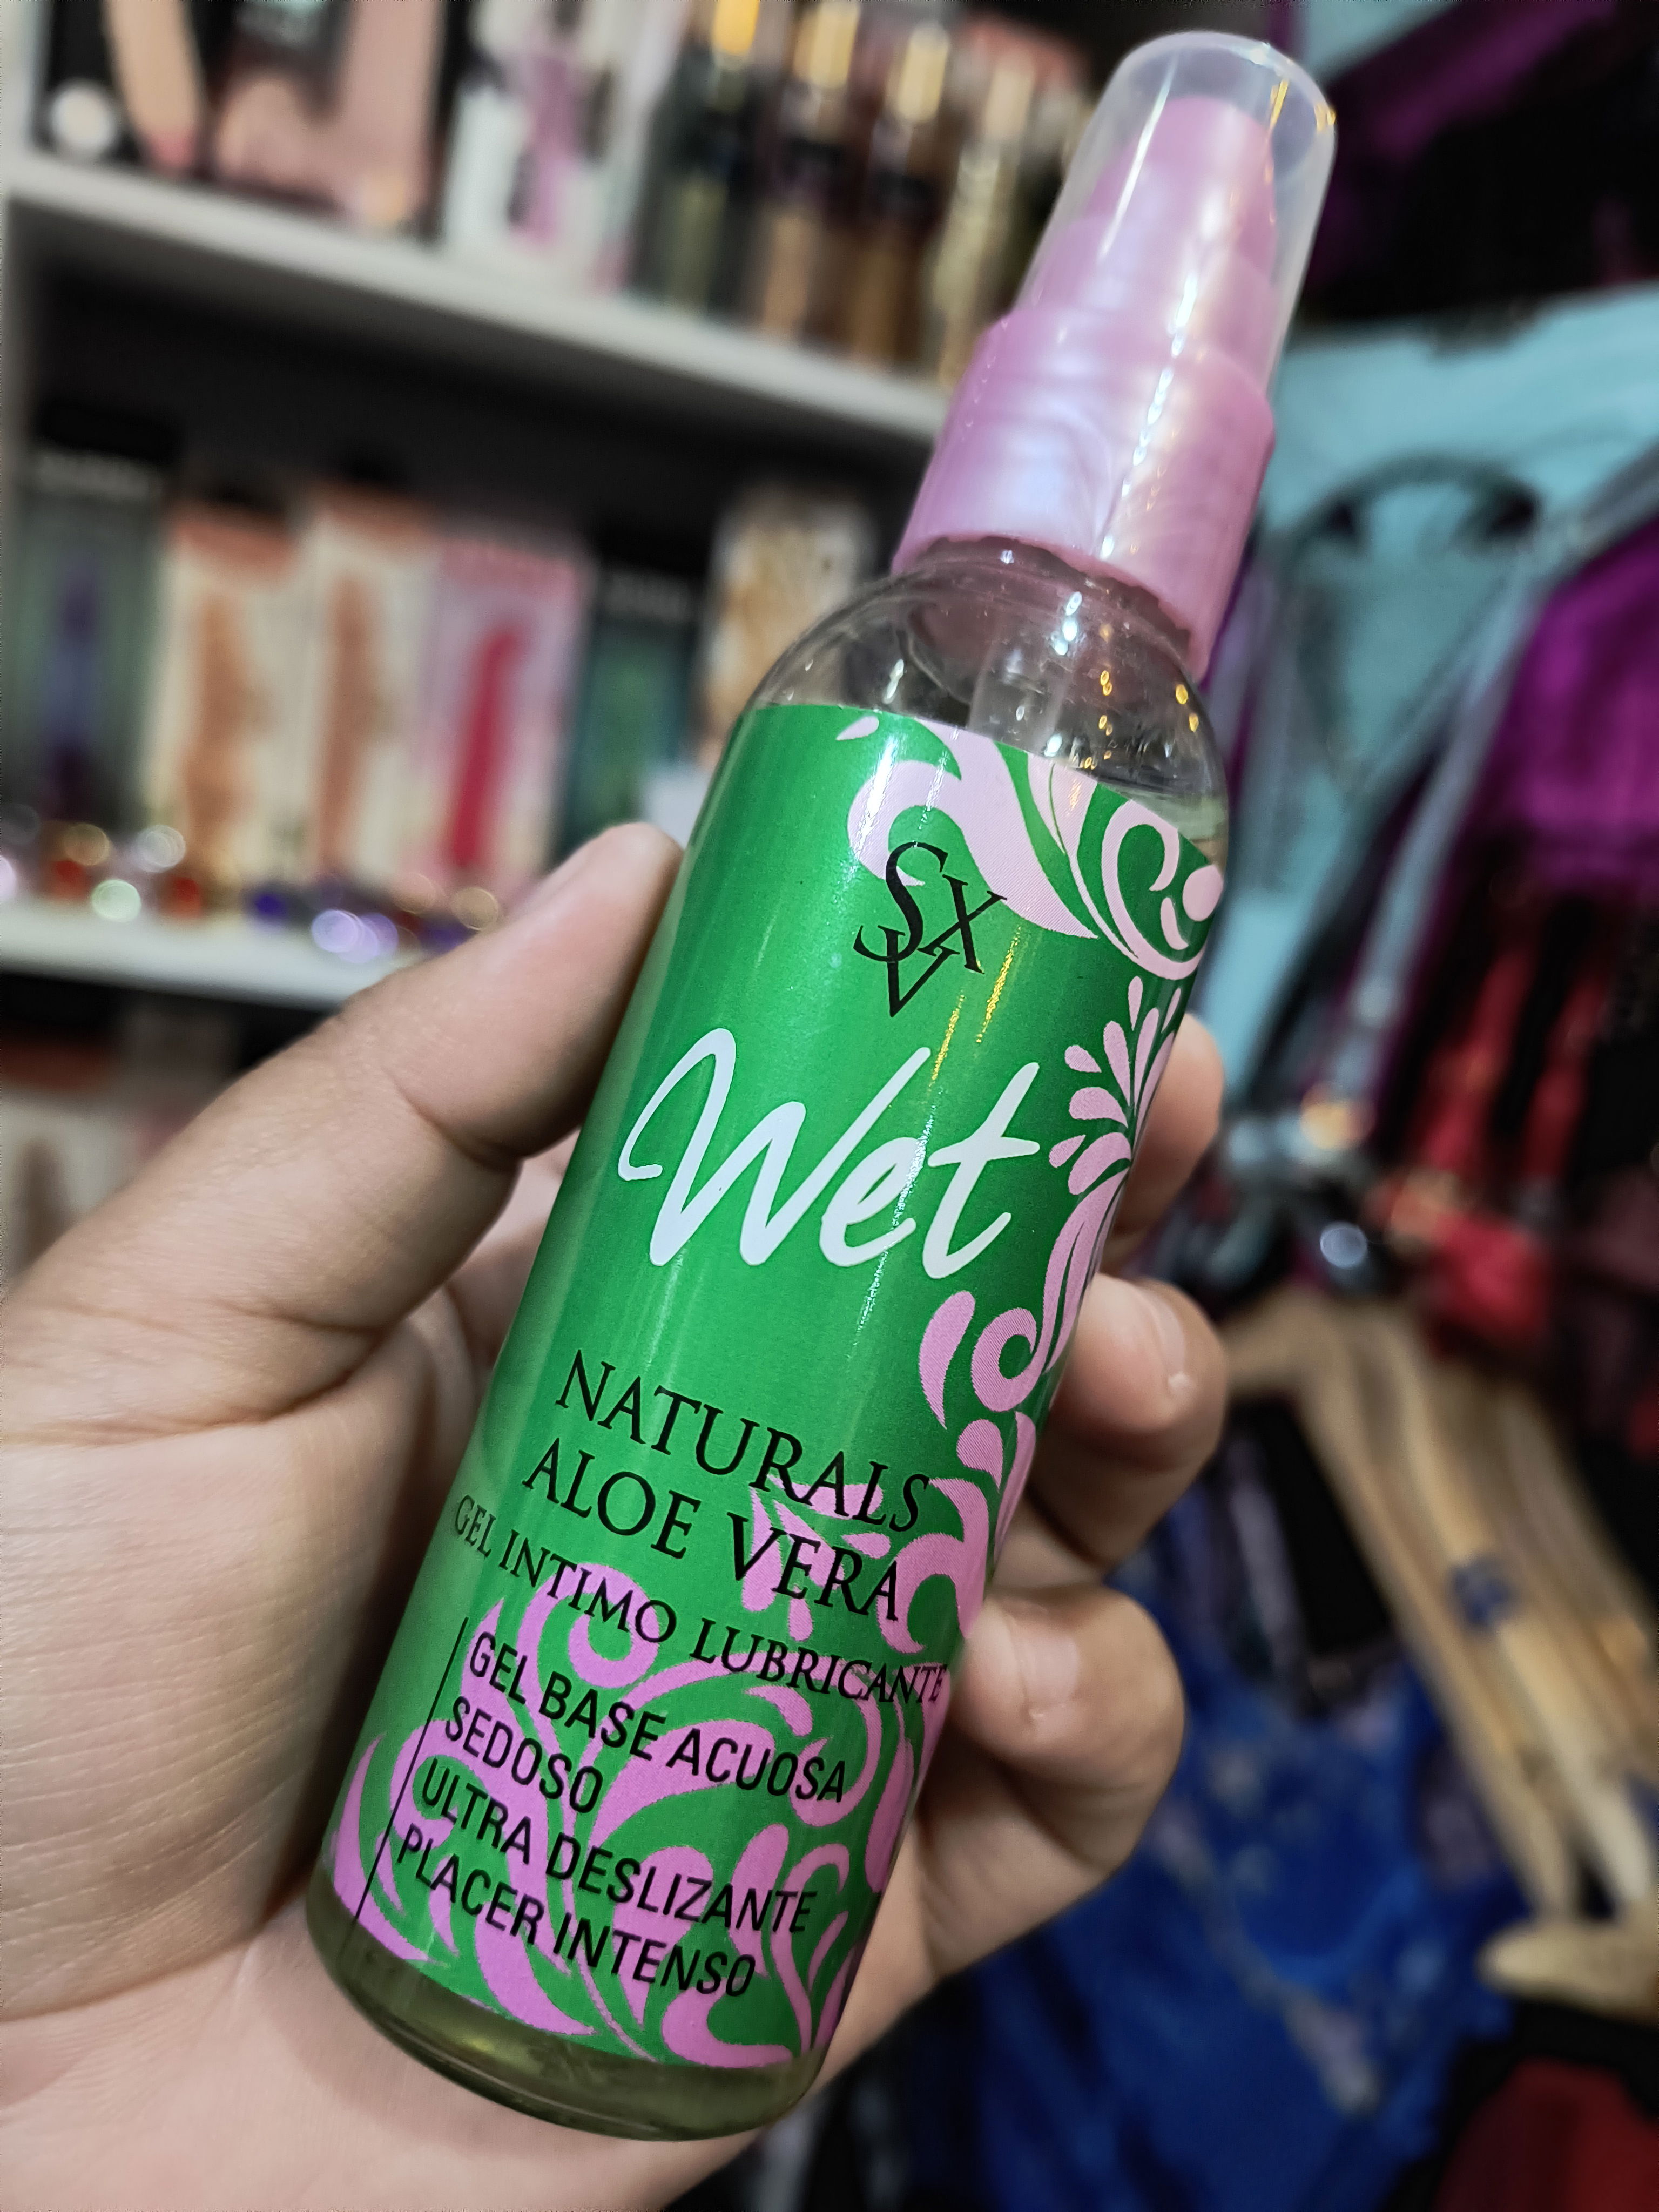 SXV
Wet
NATURALS
ALOE VERA
GEL INTIMO LUBRICANTE
GEL BASE ACUOSA
SEDOSO
ULTRA DESLIZANTE
PLACER INTENSO